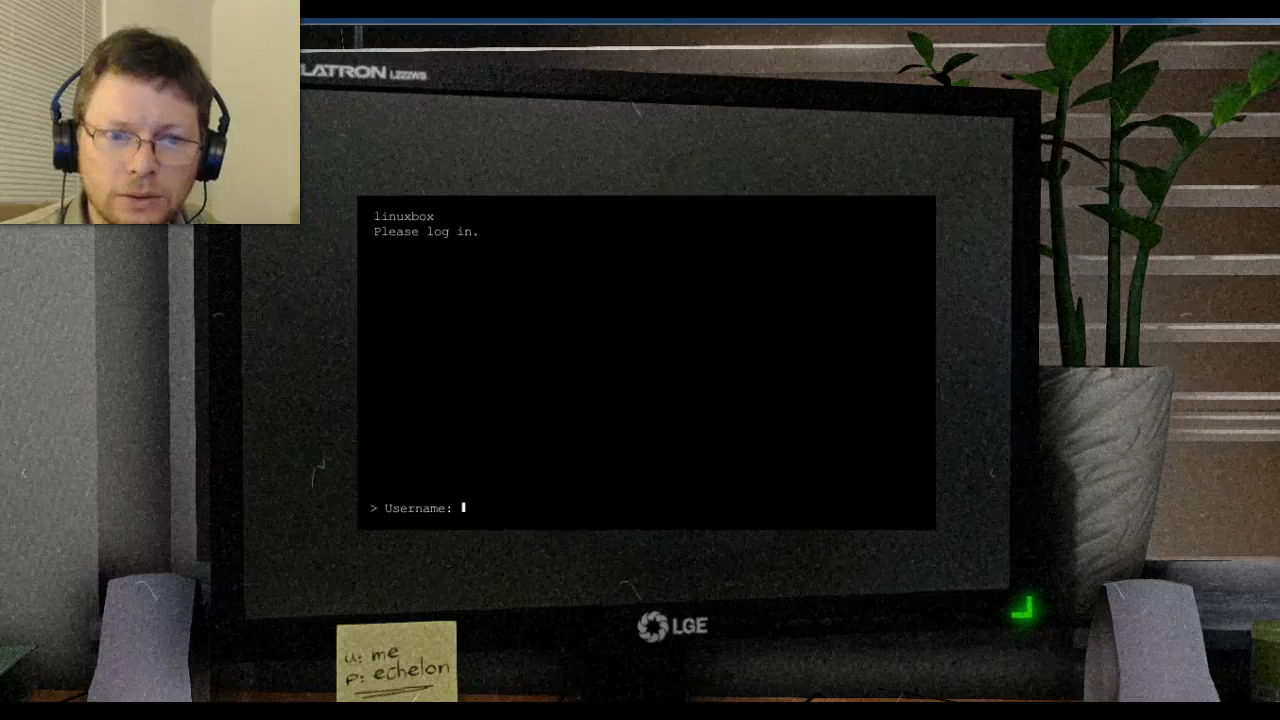 LATRON L222WS
linuxbox
Please log in.
> Username:
LGE
u: me
p: echelon